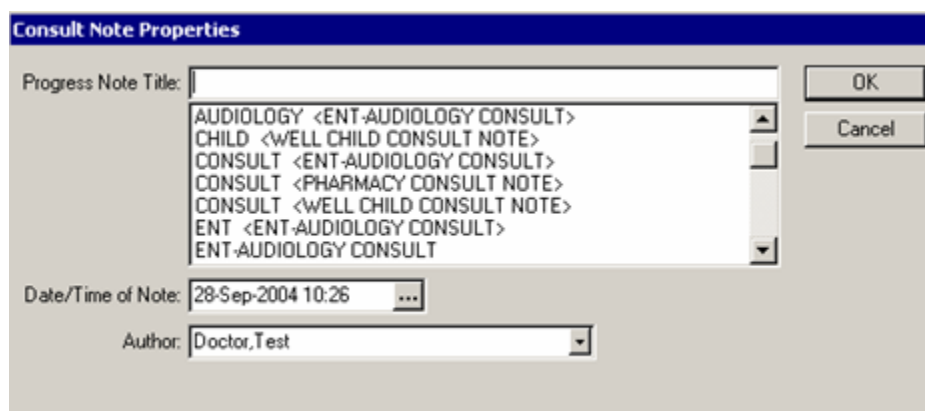 Consult Note Properties
Progress Note Title:
OK
AUDIOLOGY <ENT-AUDIOLOGY CONSULT>
Cancel
CHILD <WELL CHILD CONSULT NOTE>
CONSULT <ENT-AUDIOLOGY CONSULT>
CONSULT <PHARMACY CONSULT NOTE>
CONSULT <WELL CHILD CONSULT NOTE>
ENT <ENT-AUDIOLOGY CONSULT>
ENT-AUDIOLOGY CONSULT
Date/Time of Note: 28-Sep-2004 10:26 ...
Author: Doctor,Test